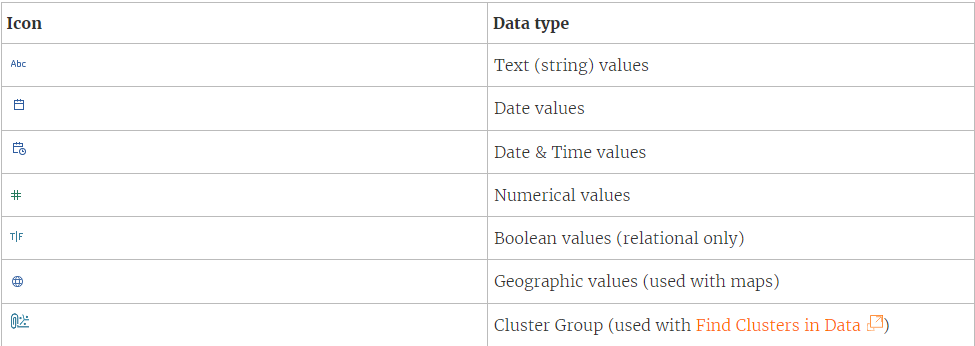 Icon Data type
Abc Text (string) values
Date values
Date & Time values
# Numerical values
T|F Boolean values (relational only)
Geographic values (used with maps)
Cluster Group (used with Find Clusters in Data)